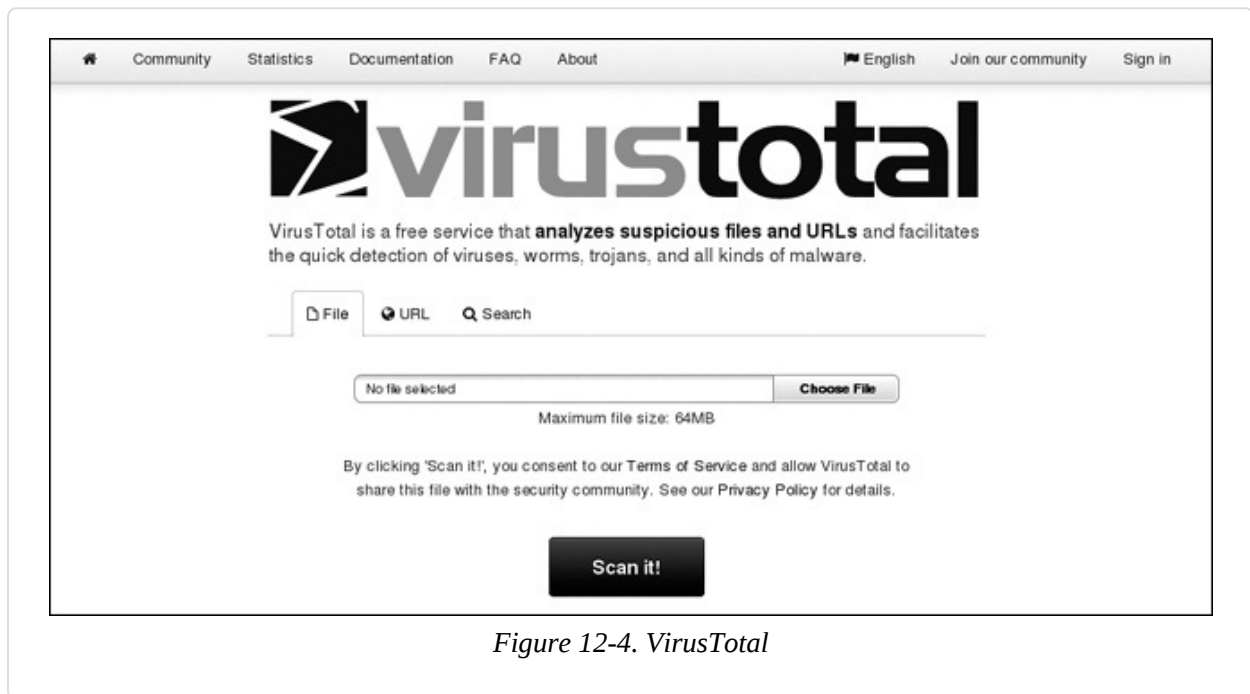 Community Statistics Documentation FAQ About English Join our community Sign in
virustotal
VirusTotal is a free service that analyzes suspicious files and URLs and facilitates
the quick detection of viruses, worms, trojans, and all kinds of malware.
File URL Search
No file selected Choose File
Maximum file size: 64MB
By clicking 'Scan it!', you consent to our Terms of Service and allow VirusTotal to
share this file with the security community. See our Privacy Policy for details.
Scan it!
Figure 12-4. VirusTotal